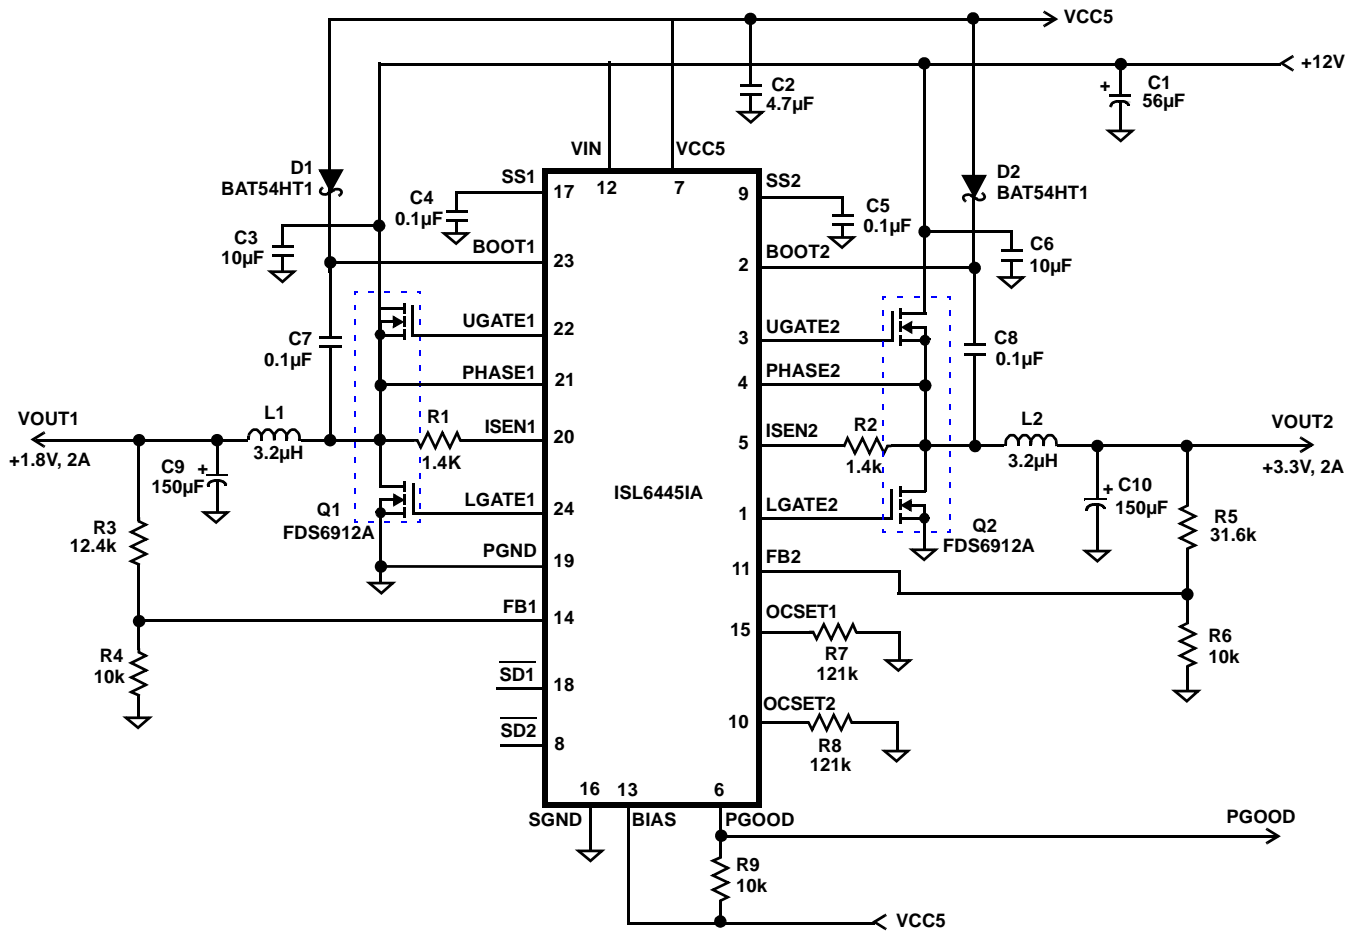 VCC5
+12V
C2
4.7µF
C1
56µF
VIN
VCC5
D1
BAT54HT1
SS1
17
12
7
9
SS2
D2
BAT54HT1
C4
0.1µF
C5
0.1µF
C3
10µF
BOOT1
23
2
BOOT2
C6
10µF
C7
0.1µF
UGATE1
22
3
UGATE2
C8
0.1µF
PHASE1
21
4
PHASE2
VOUT1
+1.8V, 2A
L1
3.2µH
R1
1.4K
ISEN1
20
5
ISEN2
R2
1.4k
L2
3.2µH
VOUT2
+3.3V, 2A
C9
150µF
ISL6445IA
C10
150µF
Q1
FDS6912A
LGATE1
24
1
LGATE2
Q2
FDS6912A
R3
12.4k
R5
31.6k
PGND
19
11
FB2
FB1
14
15
OCSET1
R7
121k
R4
10k
R6
10k
SD1
18
SD2
8
10
OCSET2
R8
121k
16
13
6
SGND
BIAS
PGOOD
PGOOD
R9
10k
VCC5